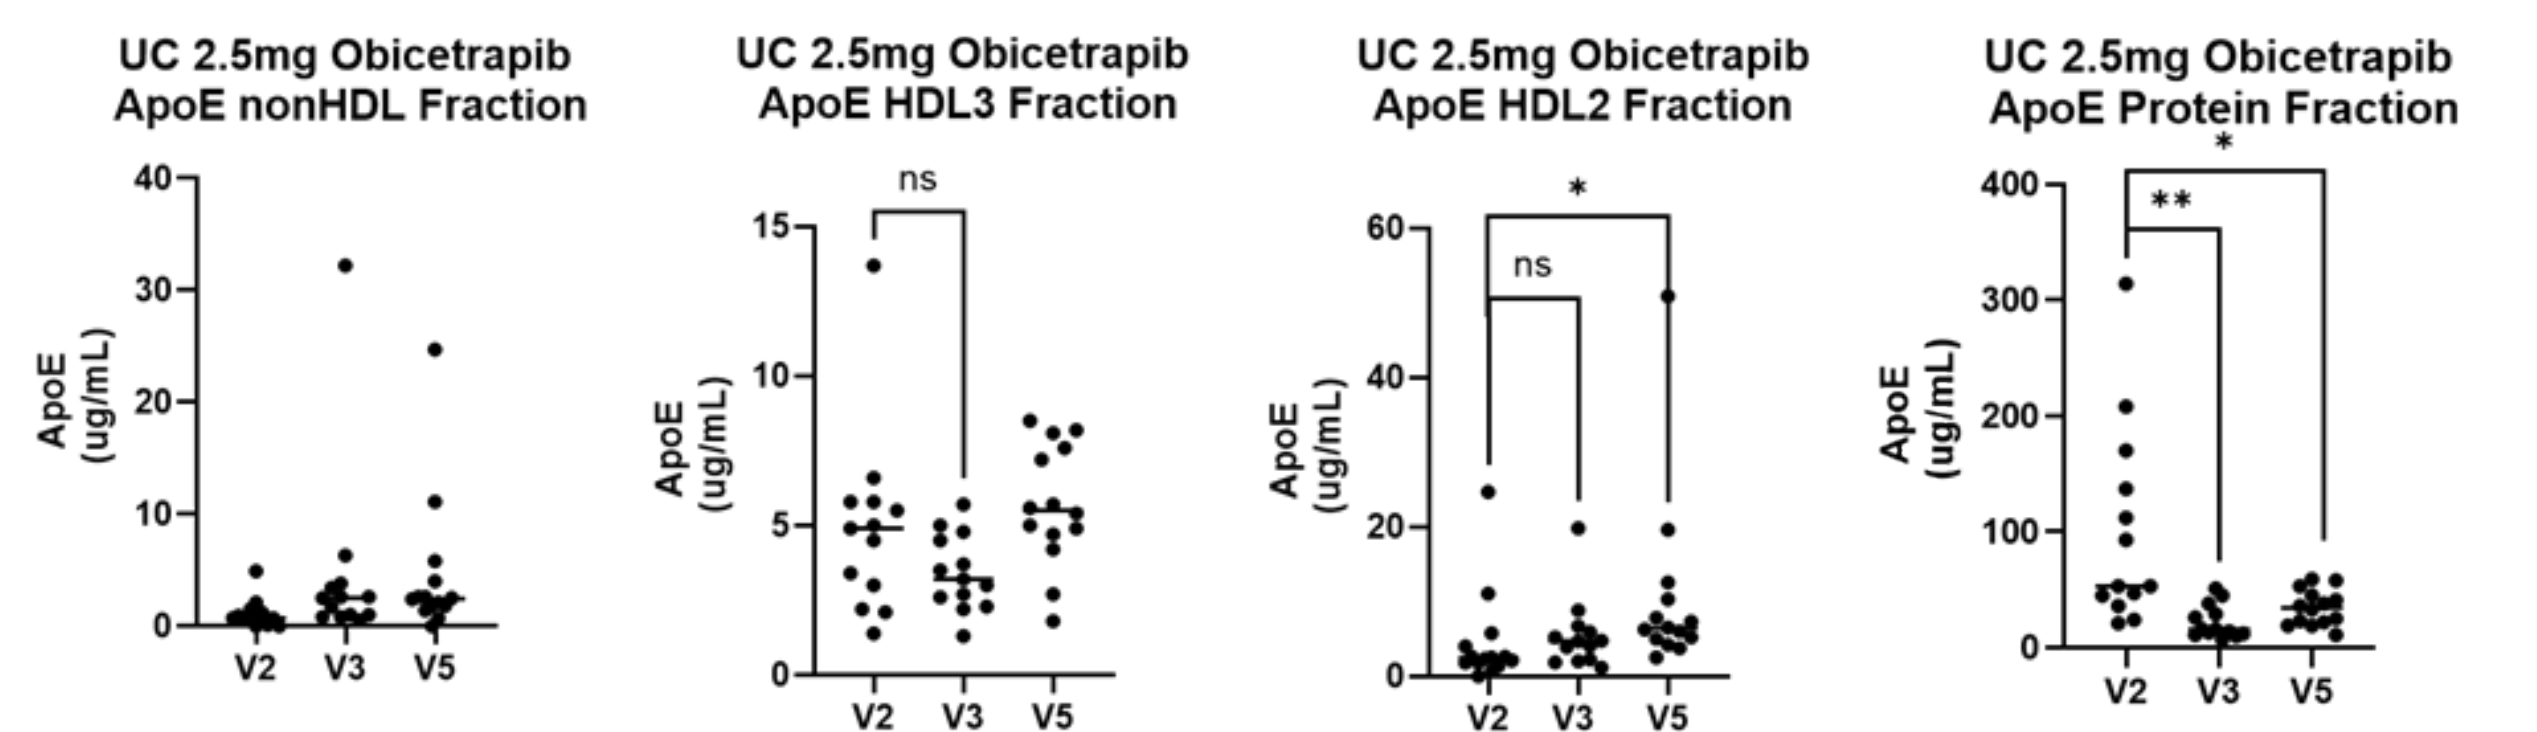 UC 2.5mg Obicetrapib
ApoE nonHDL Fraction
40
30
20
10
0
ApoE
(ug/mL)
V2
V3
V5
UC 2.5mg Obicetrapib
ApoE HDL3 Fraction
ns
15
10
5
0
ApoE
(ug/mL)
V2
V3
V5
UC 2.5mg Obicetrapib
ApoE HDL2 Fraction
*
ns
60
40
20
0
ApoE
(ug/mL)
V2
V3
V5
UC 2.5mg Obicetrapib
ApoE Protein Fraction
*
**
400
300
200
100
0
ApoE
(ug/mL)
V2
V3
V5